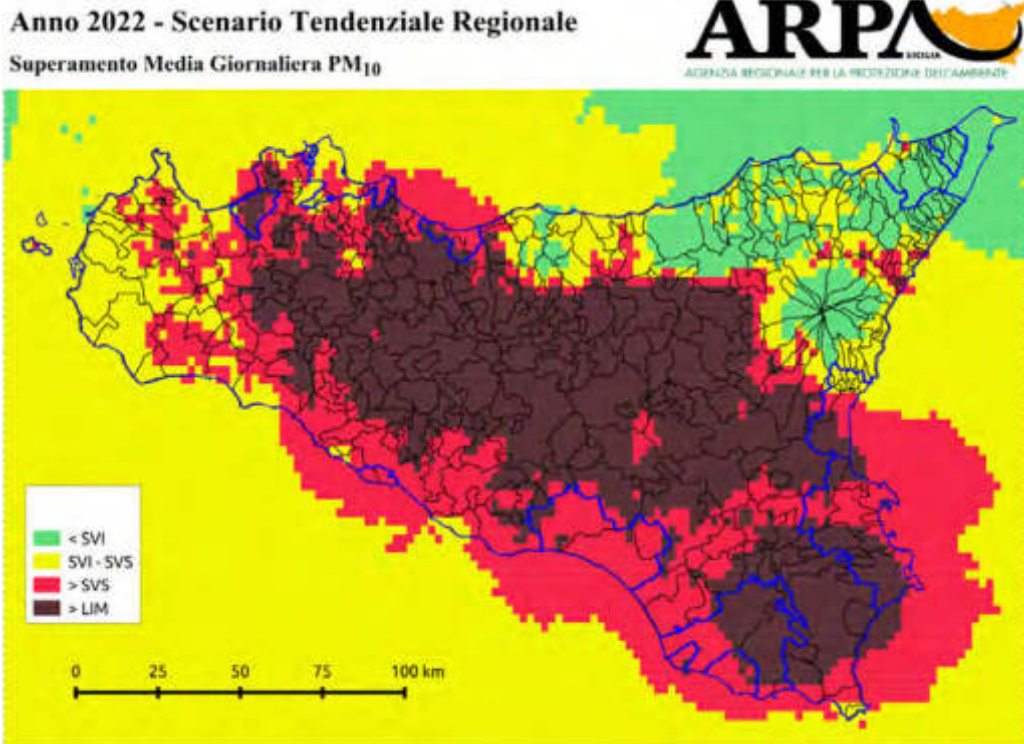 Anno 2022 - Scenario Tendenziale Regionale
Superamento Media Giornaliera PM₁₀
ARPA
SICILIA
AGENZIA REGIONALE PER LA PROTEZIONE DELL'AMBIENTE
< SVI
SVI - SVS
> SVS
> LIM
0 25 50 75 100 km